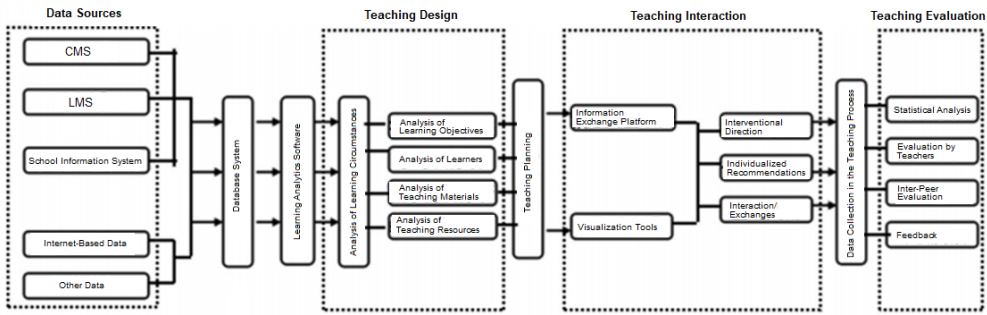 Data Sources
Teaching Design
Teaching Interaction
Teaching Evaluation
CMS
LMS
School Information System
Internet-Based Data
Other Data
Database System
Learning Analytics Software
Analysis of Learning Circumstances
Analysis of
Learning Objectives
Analysis of Learners
Analysis of
Teaching Materials
Analysis of
Teaching Resources
Teaching Planning
Information
Exchange Platform
Visualization Tools
Interventional
Direction
Individualized
Recommendations
Interaction/
Exchanges
Data Collection in the Teaching Process
Statistical Analysis
Evaluation by
Teachers
Inter-Peer
Evaluation
Feedback